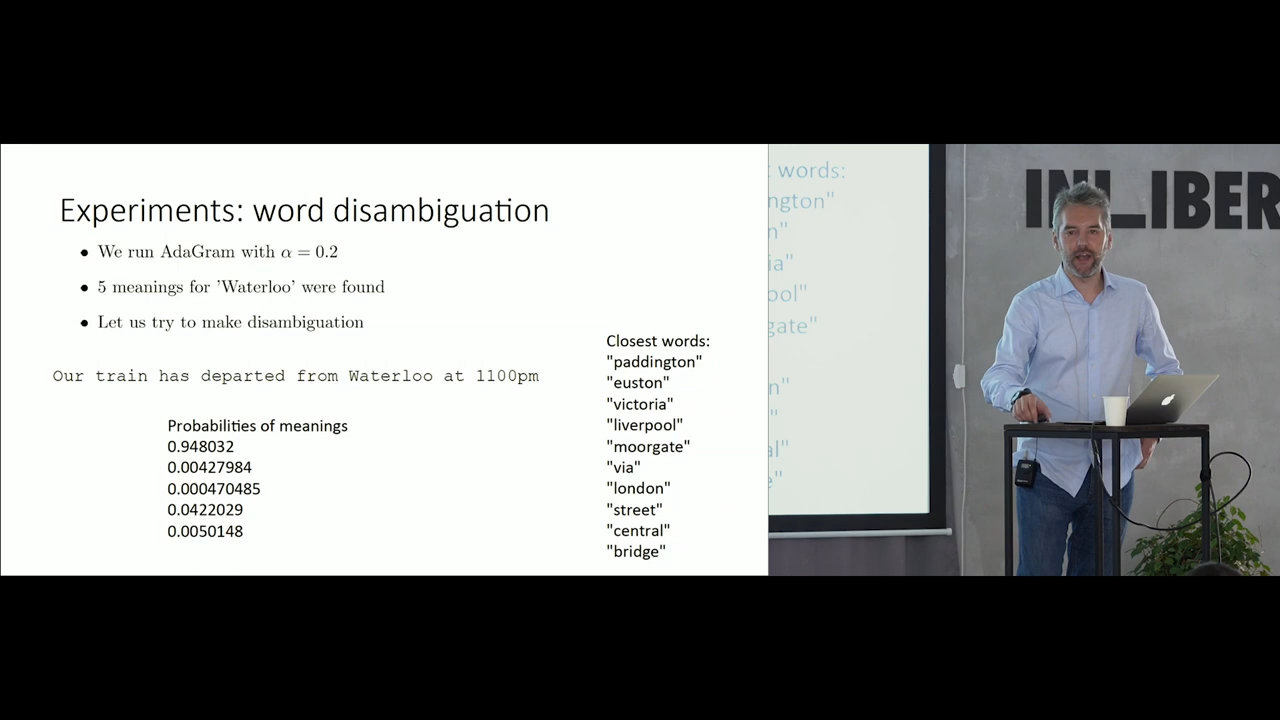 Experiments: word disambiguation
• We run AdaGram with α = 0.2
• 5 meanings for 'Waterloo' were found
• Let us try to make disambiguation
Our train has departed from Waterloo at 1100pm
Probabilities of meanings
0.948032
0.00427984
0.000470485
0.0422029
0.0050148
Closest words:
"paddington"
"euston"
"victoria"
"liverpool"
"moorgate"
"via"
"london"
"street"
"central"
"bridge"
words:
ngton"
n"
ia"
ool"
gate"
n"
"
al"
e"
IN LIBER